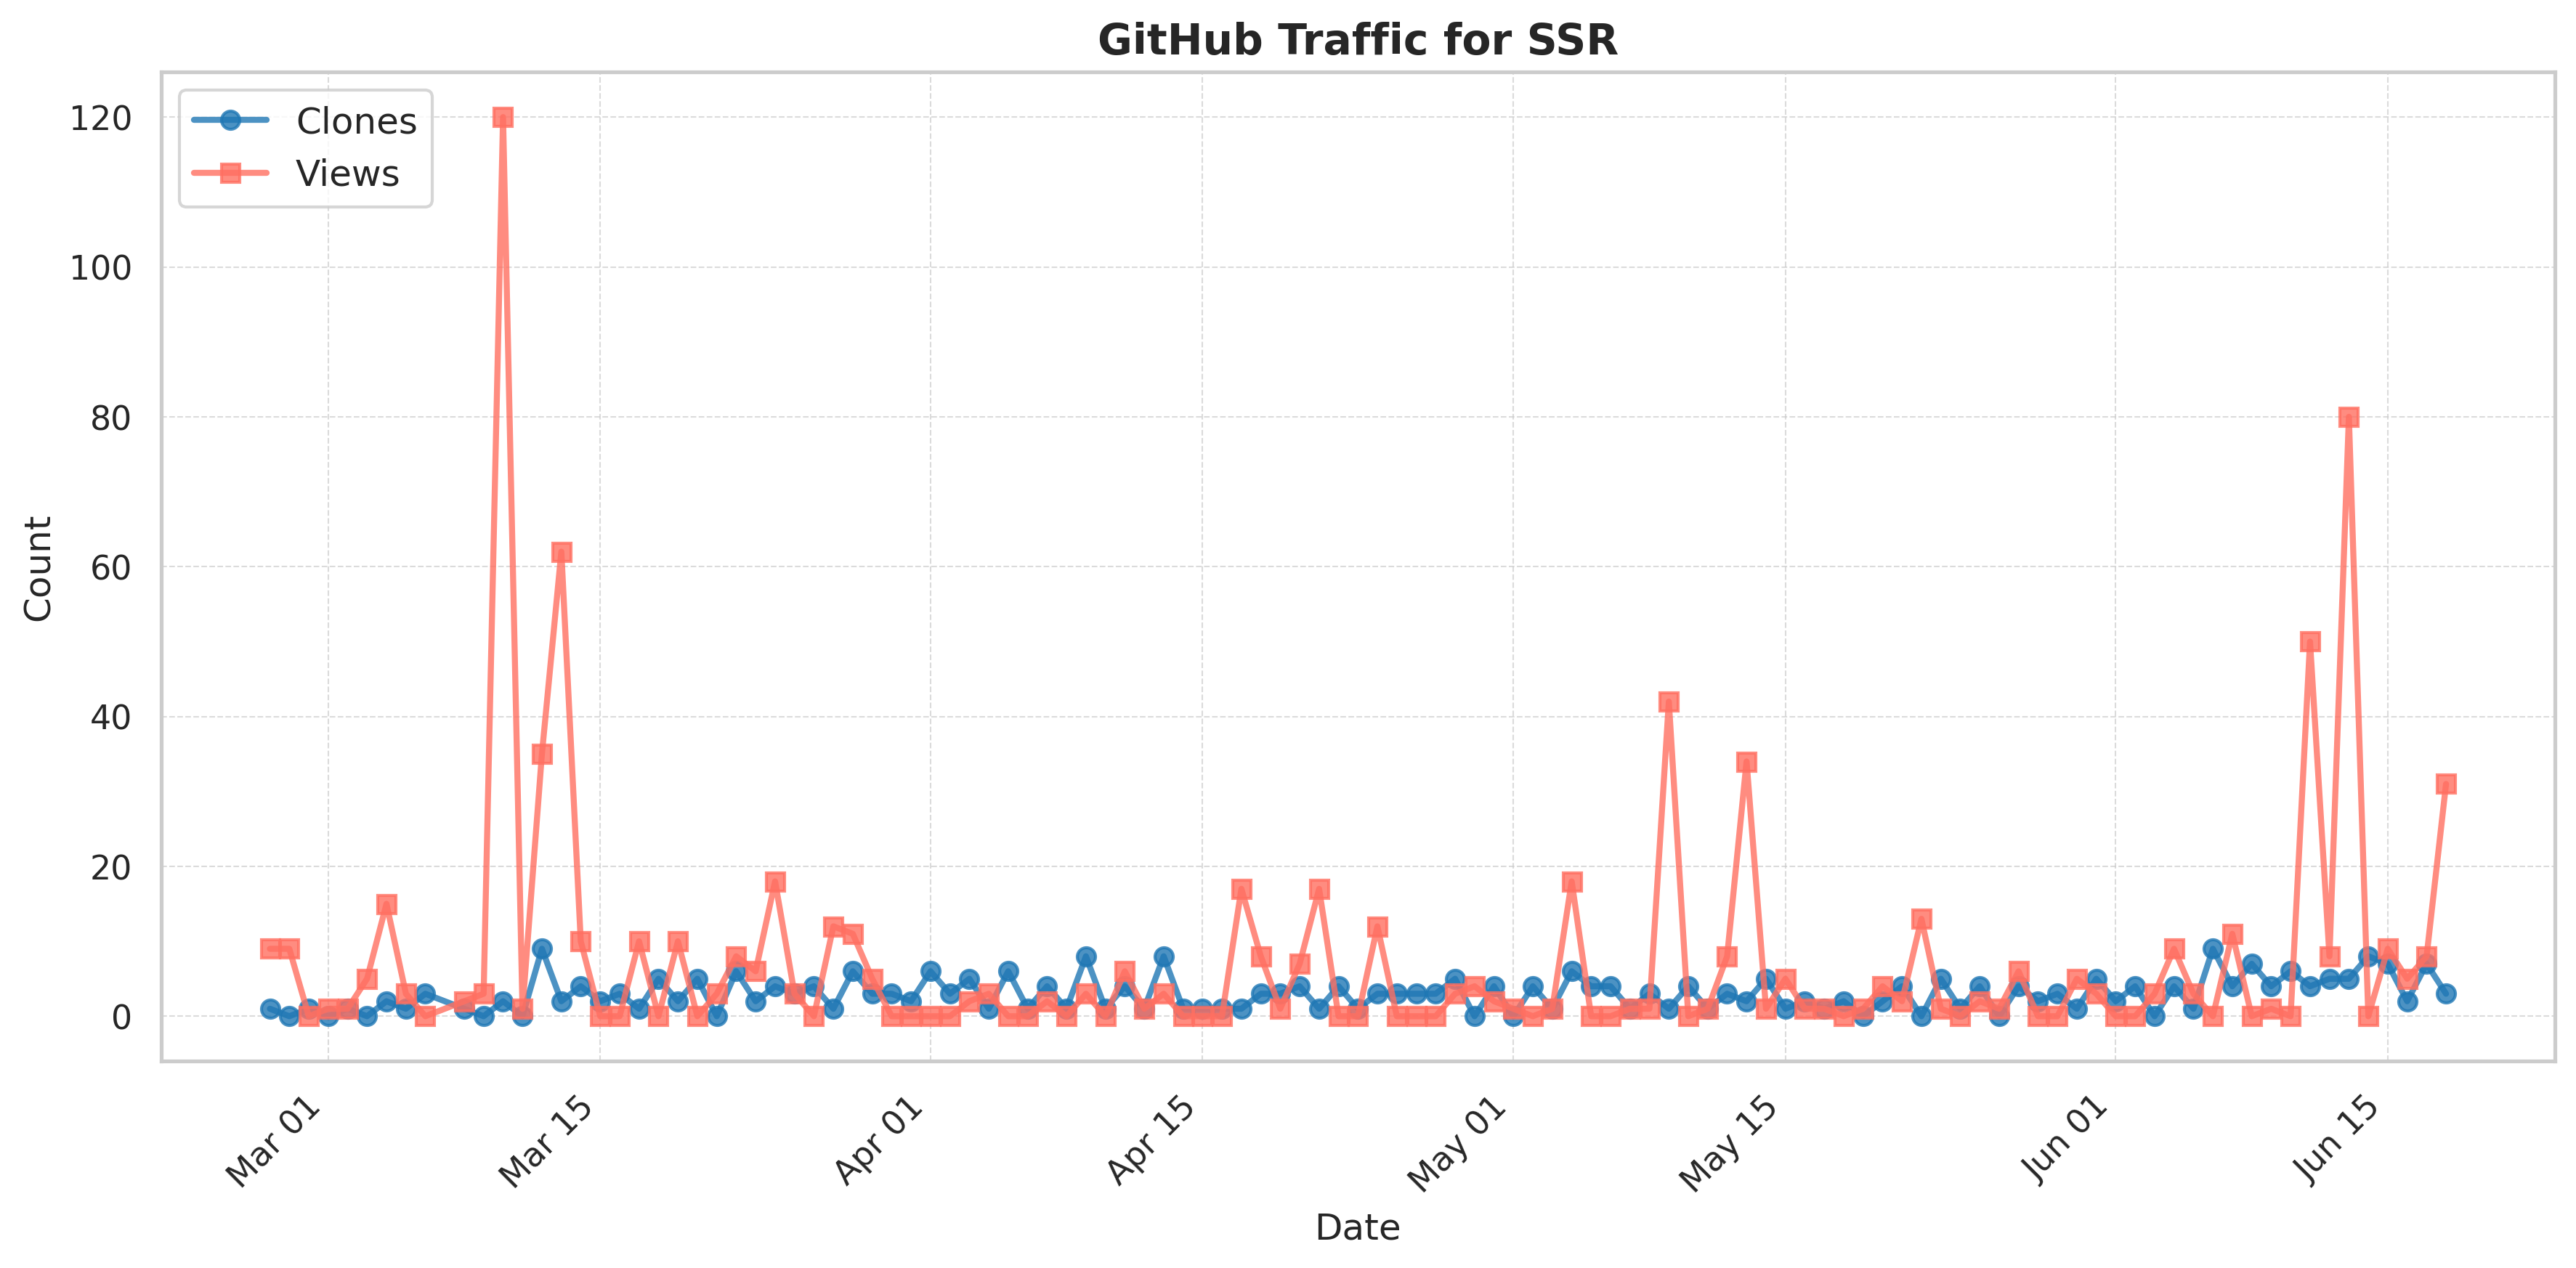 GitHub Traffic for SSR
Clones
Views
120
100
80
60
40
20
0
Count
Mar 01
Mar 15
Apr 01
Apr 15
May 01
May 15
Jun 01
Jun 15
Date